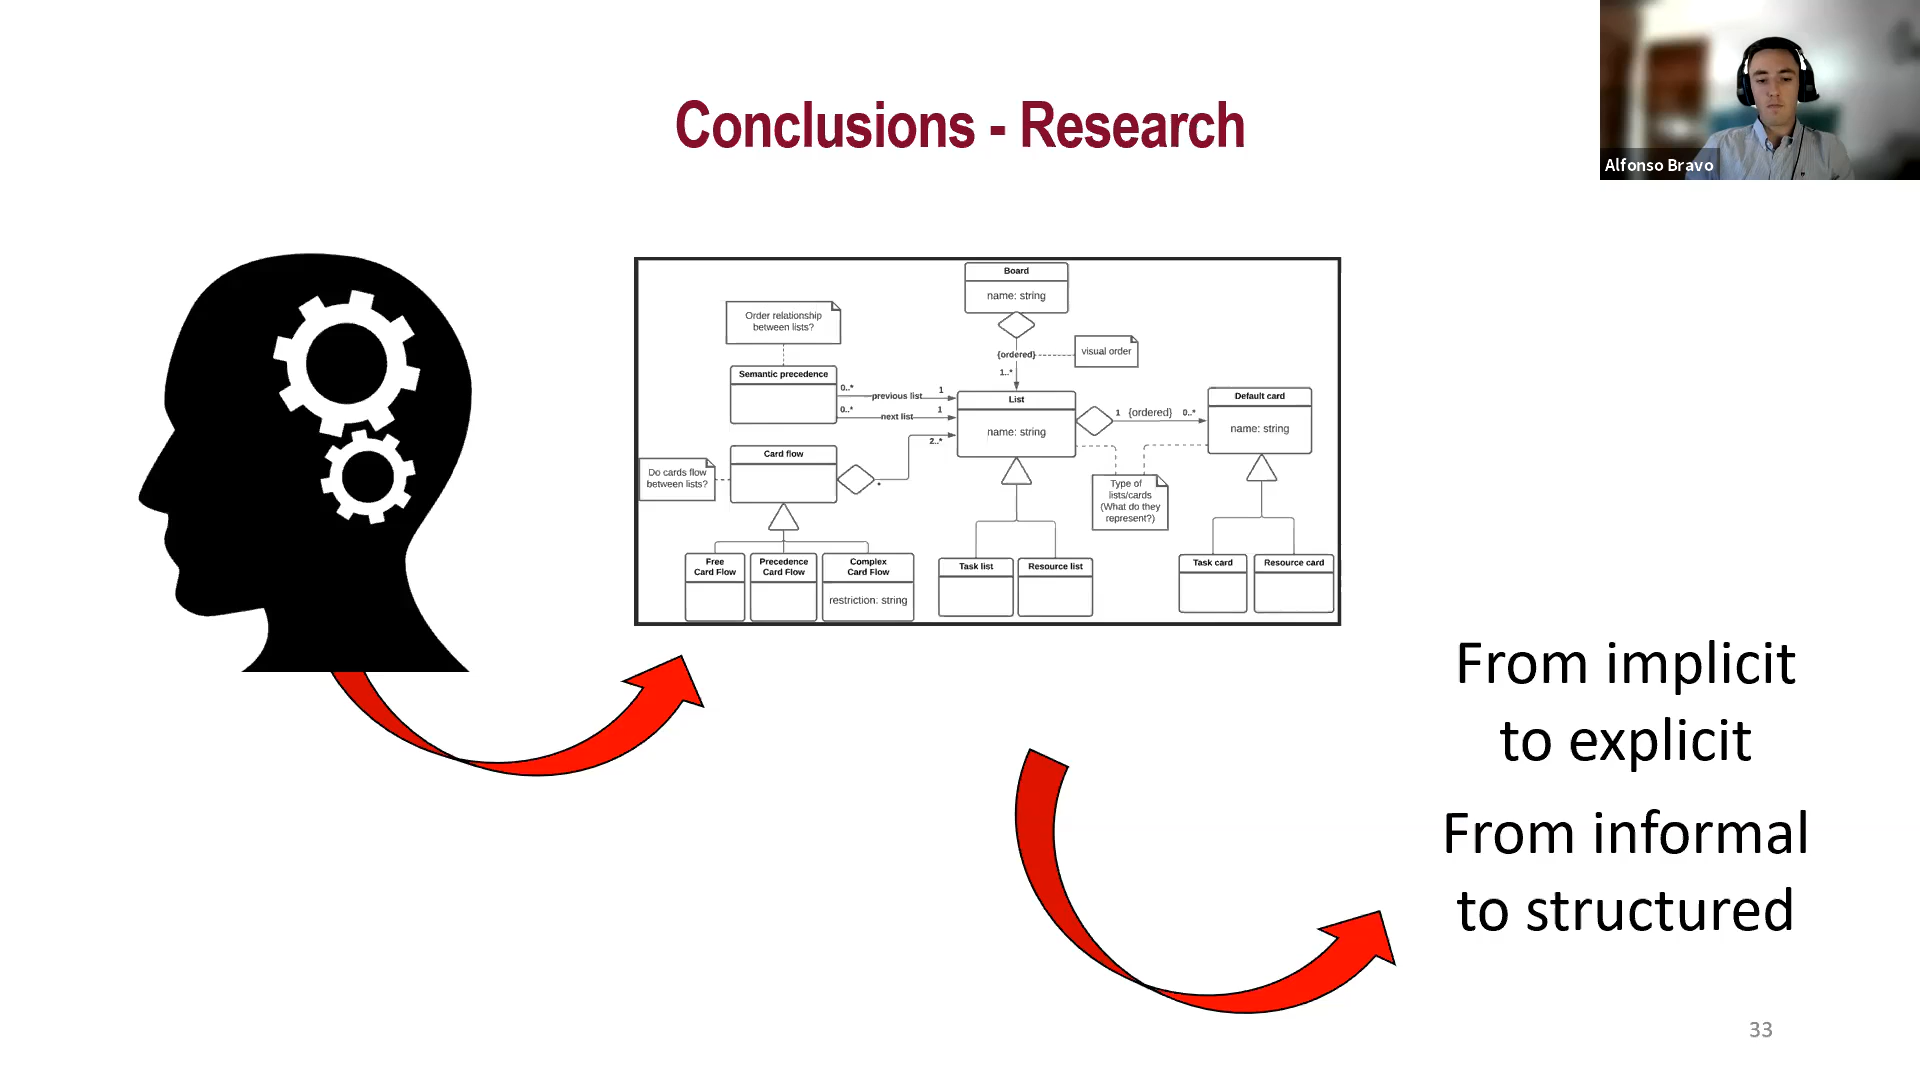 Conclusions - Research
Alfonso Bravo
Board
name: string
Order relationship
between lists?
{ordered}
visual order
1..*
Semantic precedence
0..*
previous list
1
0..*
next list
1
2..*
List
name: string
1
{ordered}
0..*
Default card
name: string
Card flow
*
Do cards flow
between lists?
Type of
lists/cards
(What do they
represent?)
Free
Card Flow
Precedence
Card Flow
Complex
Card Flow
restriction: string
Task list
Resource list
Task card
Resource card
From implicit
to explicit
From informal
to structured
33